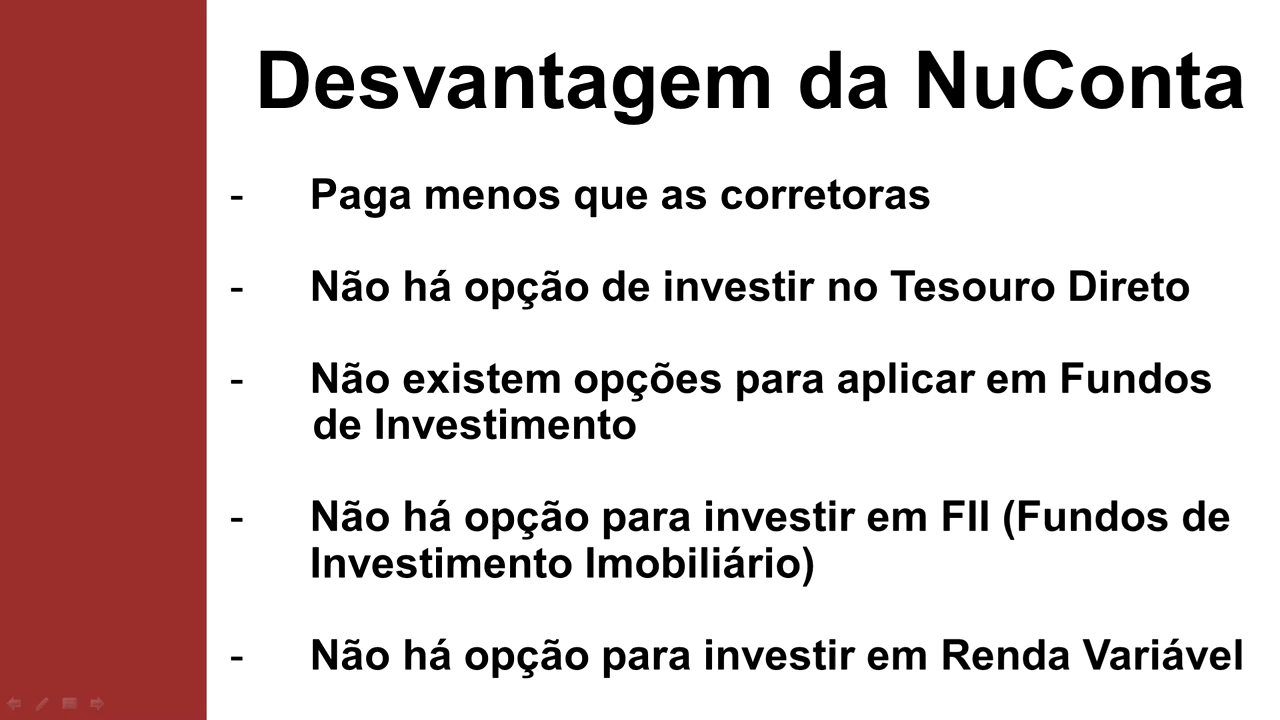 Desvantagem da NuConta
- Paga menos que as corretoras
- Não há opção de investir no Tesouro Direto
- Não existem opções para aplicar em Fundos
de Investimento
- Não há opção para investir em FII (Fundos de
Investimento Imobiliário)
- Não há opção para investir em Renda Variável